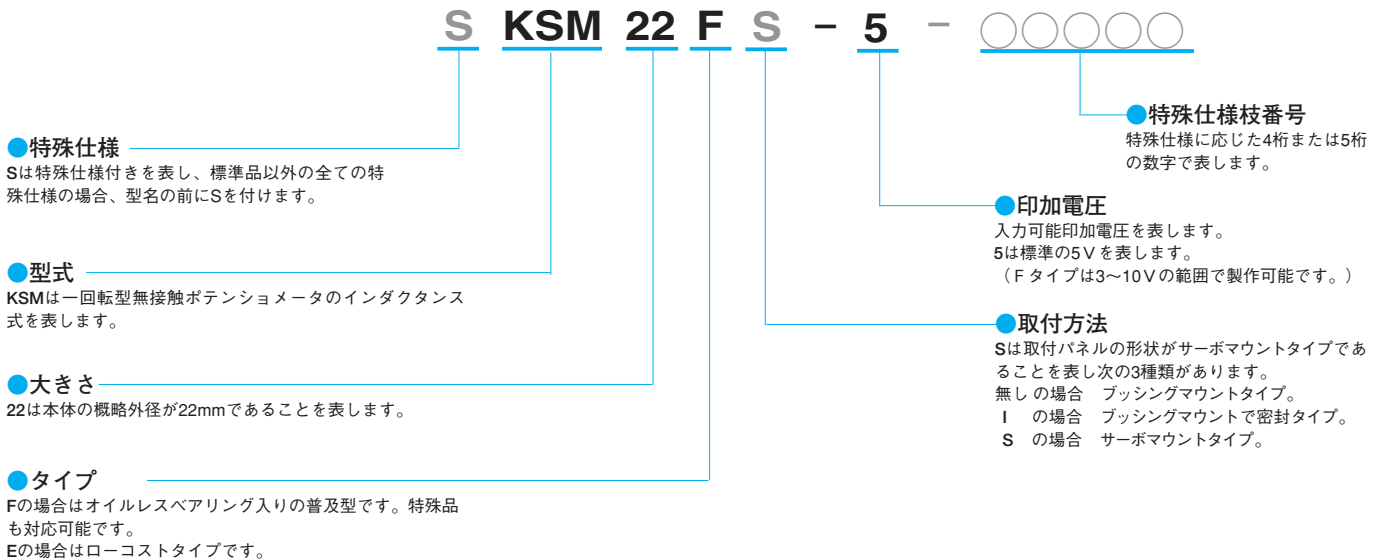 S KSM 22 F S － 5 － ○○○○○
●特殊仕様
Sは特殊仕様付きを表し、標準品以外の全ての特
殊仕様の場合、型名の前にSを付けます。
●型式
KSMは一回転型無接触ポテンショメータのインダクタンス
式を表します。
●大きさ
22は本体の概略外径が22mmであることを表します。
●タイプ
Fの場合はオイルレスベアリング入りの普及型です。特殊品
も対応可能です。
Eの場合はローコストタイプです。
●特殊仕様枝番号
特殊仕様に応じた4桁または5桁
の数字で表します。
●印加電圧
入力可能印加電圧を表します。
5は標準の5Ｖを表します。
（Ｆタイプは3〜10Ｖの範囲で製作可能です。）
●取付方法
Sは取付パネルの形状がサーボマウントタイプであ
ることを表し次の3種類があります。
無し の場合　ブッシングマウントタイプ。
I　の場合　ブッシングマウントで密封タイプ。
S　の場合　サーボマウントタイプ。